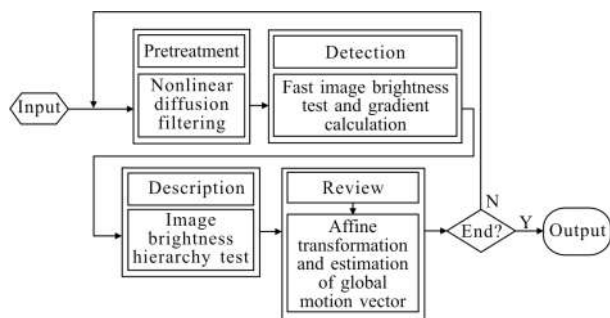 Input
Pretreatment
Nonlinear
diffusion
filtering
Detection
Fast image brightness
test and gradient
calculation
Description
Image
brightness
hierarchy test
Review
Affine
transformation
and estimation
of global
motion vector
End?
N
Y
Output